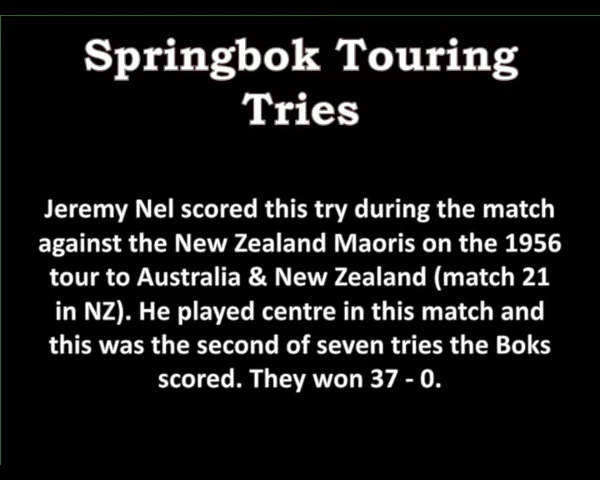 Springbok Touring
Tries
Jeremy Nel scored this try during the match
against the New Zealand Maoris on the 1956
tour to Australia & New Zealand (match 21
in NZ). He played centre in this match and
this was the second of seven tries the Boks
scored. They won 37 - 0.